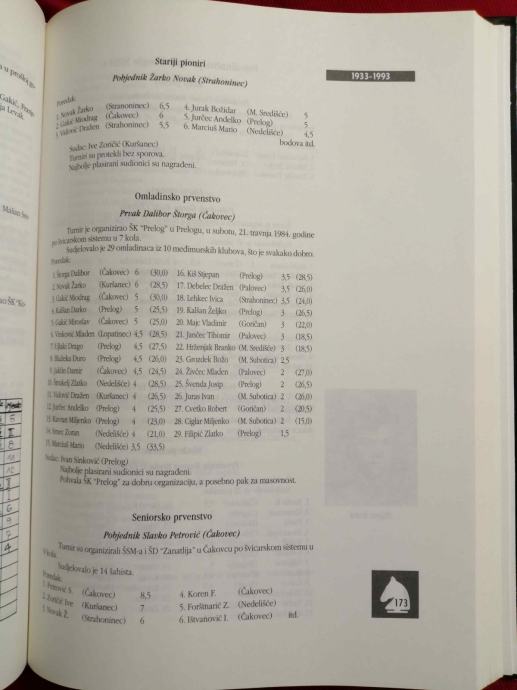 Stariji pioniri
Pobjednik Žarko Novak (Strahoninec)
1933-1993
Poredak:
1. Novak Žarko (Strahoninec) 6,5 4. Jurak Božidar (M. Središće) 5
2. Gakić Miodrag (Čakovec) 6 5. Jurčec Anđelko (Prelog) 5
3. Vidović Dražen (Strahoninec) 5,5 6. Marciuš Mario (Nedelišće) 4,5
bodova itd.
Sudac: Ive Zoričić (Kuršanec)
Turniri su protekli bez sporova.
Najbolje plasirani sudionici su nagrađeni.
Omladinsko prvenstvo
Prvak Dalibor Štorga (Čakovec)
Turnir je organizirao ŠK "Prelog" u Prelogu, u subotu, 21. travnja 1984. godine
po švicarskom sistemu u 7 kola.
Sudjelovalo je 29 omladinaca iz 10 međimurskih klubova, što je svakako dobro.
Poredak:
1. Štorga Dalibor (Čakovec) 6 (30,0) 16. Kiš Stjepan (Prelog) 3,5 (28,5)
2. Novak Žarko (Kuršanec) 6 (28,5) 17. Debelec Dražen (Palovec) 3,5 (26,0)
3. Gakić Miodrag (Čakovec) 5 (30,0) 18. Lehkec Ivica (Strahoninec) 3,5 (24,0)
4. Kalšan Darko (Prelog) 5 (25,5) 19. Kalšan Željko (Prelog) 3 (26,5)
5. Gakić Miroslav (Čakovec) 5 (25,0) 20. Majc Vladimir (Goričan) 3 (22,0)
6. Vinković Mladen (Lopatinec) 4,5 (28,5) 21. Jančec Tihomir (Palovec) 3 (18,5)
7. Ujlaki Drago (Prelog) 4,5 (27,5) 22. Hrženjak Branko (M. Središće) 3 (18,5)
8. Blažeka Đuro (Prelog) 4,5 (26,0) 23. Gvozdek Božo (M. Subotica) 2,5
9. Jakšin Damir (Čakovec) 4,5 (24,5) 24. Živčec Mladen (Palovec) 2 (27,0)
10. Zlatko (Nedelišće) 4 (28,5) 25. Švenda Josip (Prelog) 2 (26,5)
11. Vidović Dražen (Kuršanec) 4 (26,5) 26. Juras Ivan (M. Subotica) 2 (26,0)
12. Jurčec Anđelko (Prelog) 4 (25,5) 27. Cvetko Robert (Goričan) 2 (20,5)
13. Miljenko (Prelog) 4 (23,0) 28. Ciglar Miljenko (M. Subotica) 2 (15,0)
14. Zoran (Nedelišće) 4 (21,0) 29. Filipić Zlatko (Prelog) 1,5
15. Marciuš Mario (Nedelišće) 3,5 (33,5)
Sudac: Ivan Sinković (Prelog)
Najbolje plasirani sudionici su nagrađeni.
Pohvala ŠK "Prelog" za dobru organizaciju, a posebno pak za masovnost.
Seniorsko prvenstvo
Pobjednik Slavko Petrović (Čakovec)
Turnir su organizirali ŠSM-a i ŠD "Zanatlija" u Čakovcu po švicarskom sistemu u
9 kola.
Sudjelovalo je 14 šahista.
Poredak:
1. Petrović S. (Čakovec) 8,5 4. Koren F. (Čakovec)
2. Zoričić Ive (Kuršanec) 7 5. Foršnarić Z. (Nedelišće)
3. Novak Ž. (Strahoninec) 6 6. Ištvanović I. (Čakovec) itd.
173